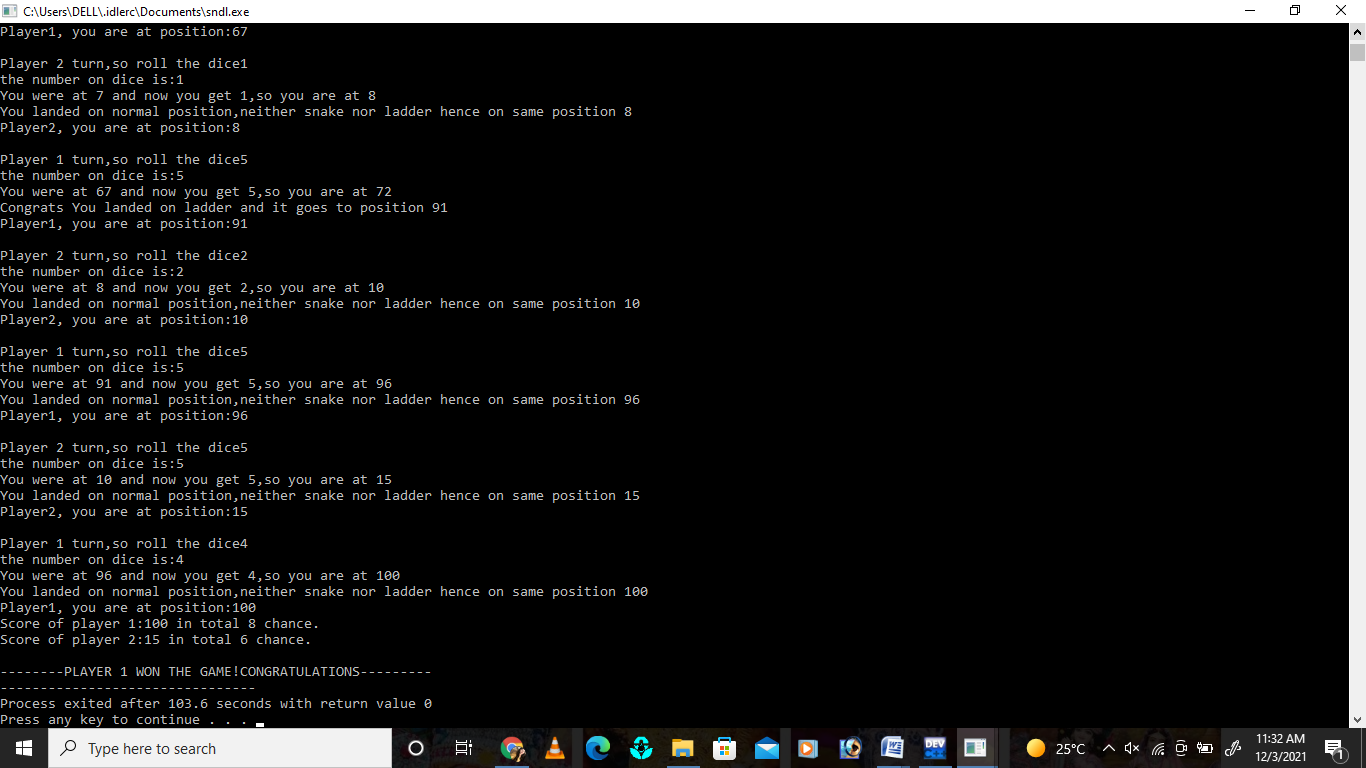 C:\Users\DELL\.idlerc\Documents\sndl.exe
Player1, you are at position:67
Player 2 turn,so roll the dice1
the number on dice is:1
You were at 7 and now you get 1,so you are at 8
You landed on normal position,neither snake nor ladder hence on same position 8
Player2, you are at position:8
Player 1 turn,so roll the dice5
the number on dice is:5
You were at 67 and now you get 5,so you are at 72
Congrats You landed on ladder and it goes to position 91
Player1, you are at position:91
Player 2 turn,so roll the dice2
the number on dice is:2
You were at 8 and now you get 2,so you are at 10
You landed on normal position,neither snake nor ladder hence on same position 10
Player2, you are at position:10
Player 1 turn,so roll the dice5
the number on dice is:5
You were at 91 and now you get 5,so you are at 96
You landed on normal position,neither snake nor ladder hence on same position 96
Player1, you are at position:96
Player 2 turn,so roll the dice5
the number on dice is:5
You were at 10 and now you get 5,so you are at 15
You landed on normal position,neither snake nor ladder hence on same position 15
Player2, you are at position:15
Player 1 turn,so roll the dice4
the number on dice is:4
You were at 96 and now you get 4,so you are at 100
You landed on normal position,neither snake nor ladder hence on same position 100
Player1, you are at position:100
Score of player 1:100 in total 8 chance.
Score of player 2:15 in total 6 chance.
--------PLAYER 1 WON THE GAME!CONGRATULATIONS---------
--------------------------------
Process exited after 103.6 seconds with return value 0
Press any key to continue . . .
Type here to search
DEV
25°C
11:32 AM
12/3/2021
1